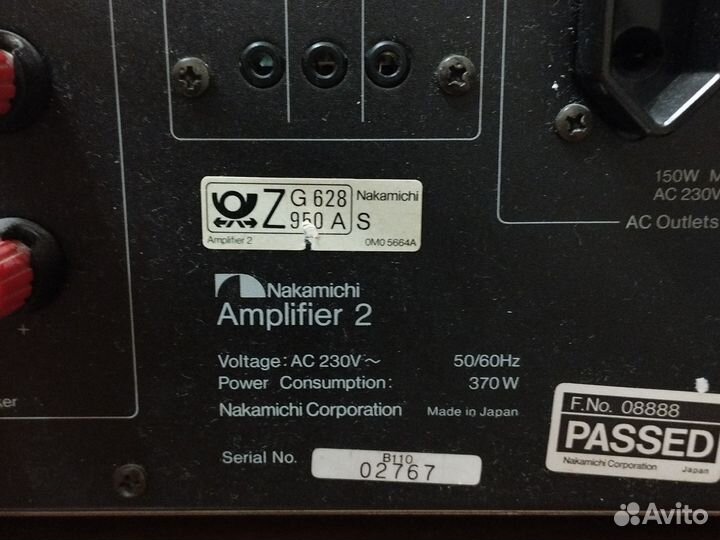 150W M
AC 230V
AC Outlets
Z G 628 Nakamichi
950 A S
Amplifier 2 0M0 5664A
Nakamichi
Amplifier 2
Voltage: AC 230V ~ 50/60Hz
Power Consumption: 370 W
Nakamichi Corporation Made in Japan
Serial No. B110
02767
+
ker
F.No. 08888
PASSED
Nakamichi Corporation Japan
Avito